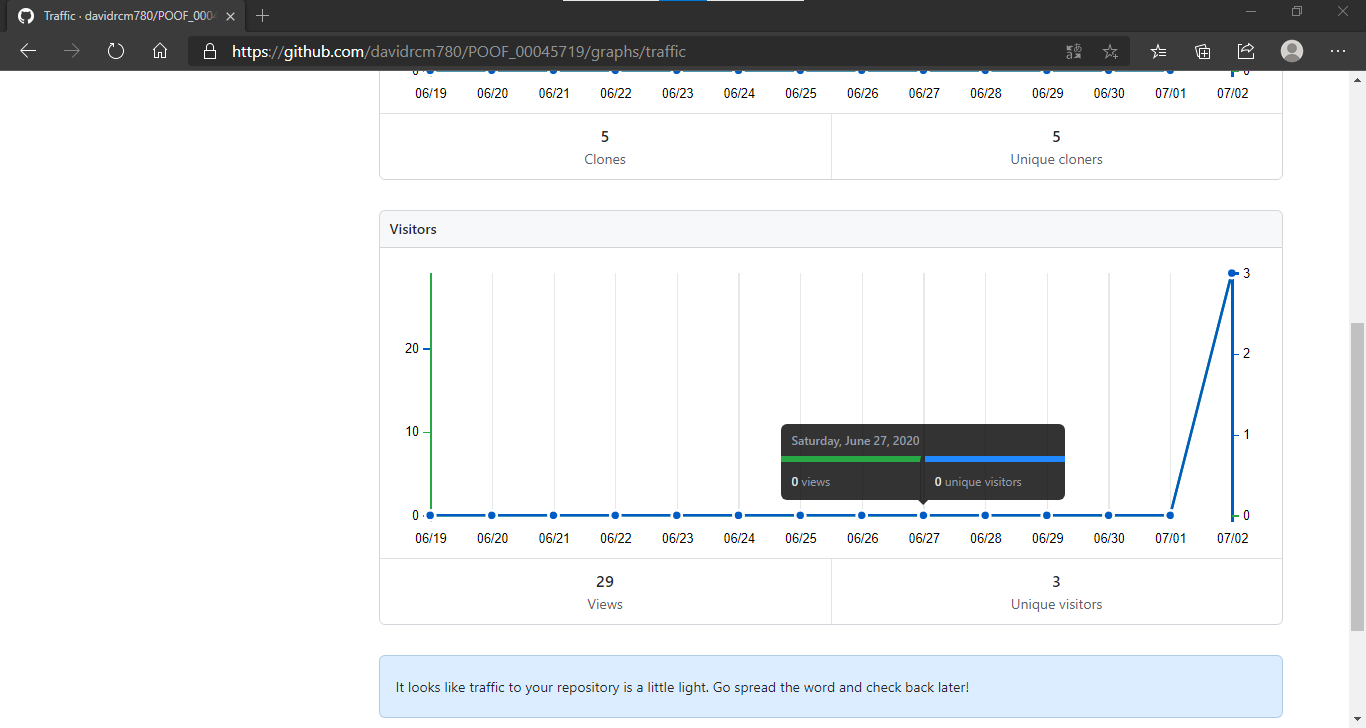 Traffic · davidrcm780/POOF_0004
https://github.com/davidrcm780/POOF_00045719/graphs/traffic
0 0
06/19 06/20 06/21 06/22 06/23 06/24 06/25 06/26 06/27 06/28 06/29 06/30 07/01 07/02
5 5
Clones Unique cloners
Visitors
3
20 2
10 1
Saturday, June 27, 2020
0 views 0 unique visitors
0 0
06/19 06/20 06/21 06/22 06/23 06/24 06/25 06/26 06/27 06/28 06/29 06/30 07/01 07/02
29 3
Views Unique visitors
It looks like traffic to your repository is a little light. Go spread the word and check back later!